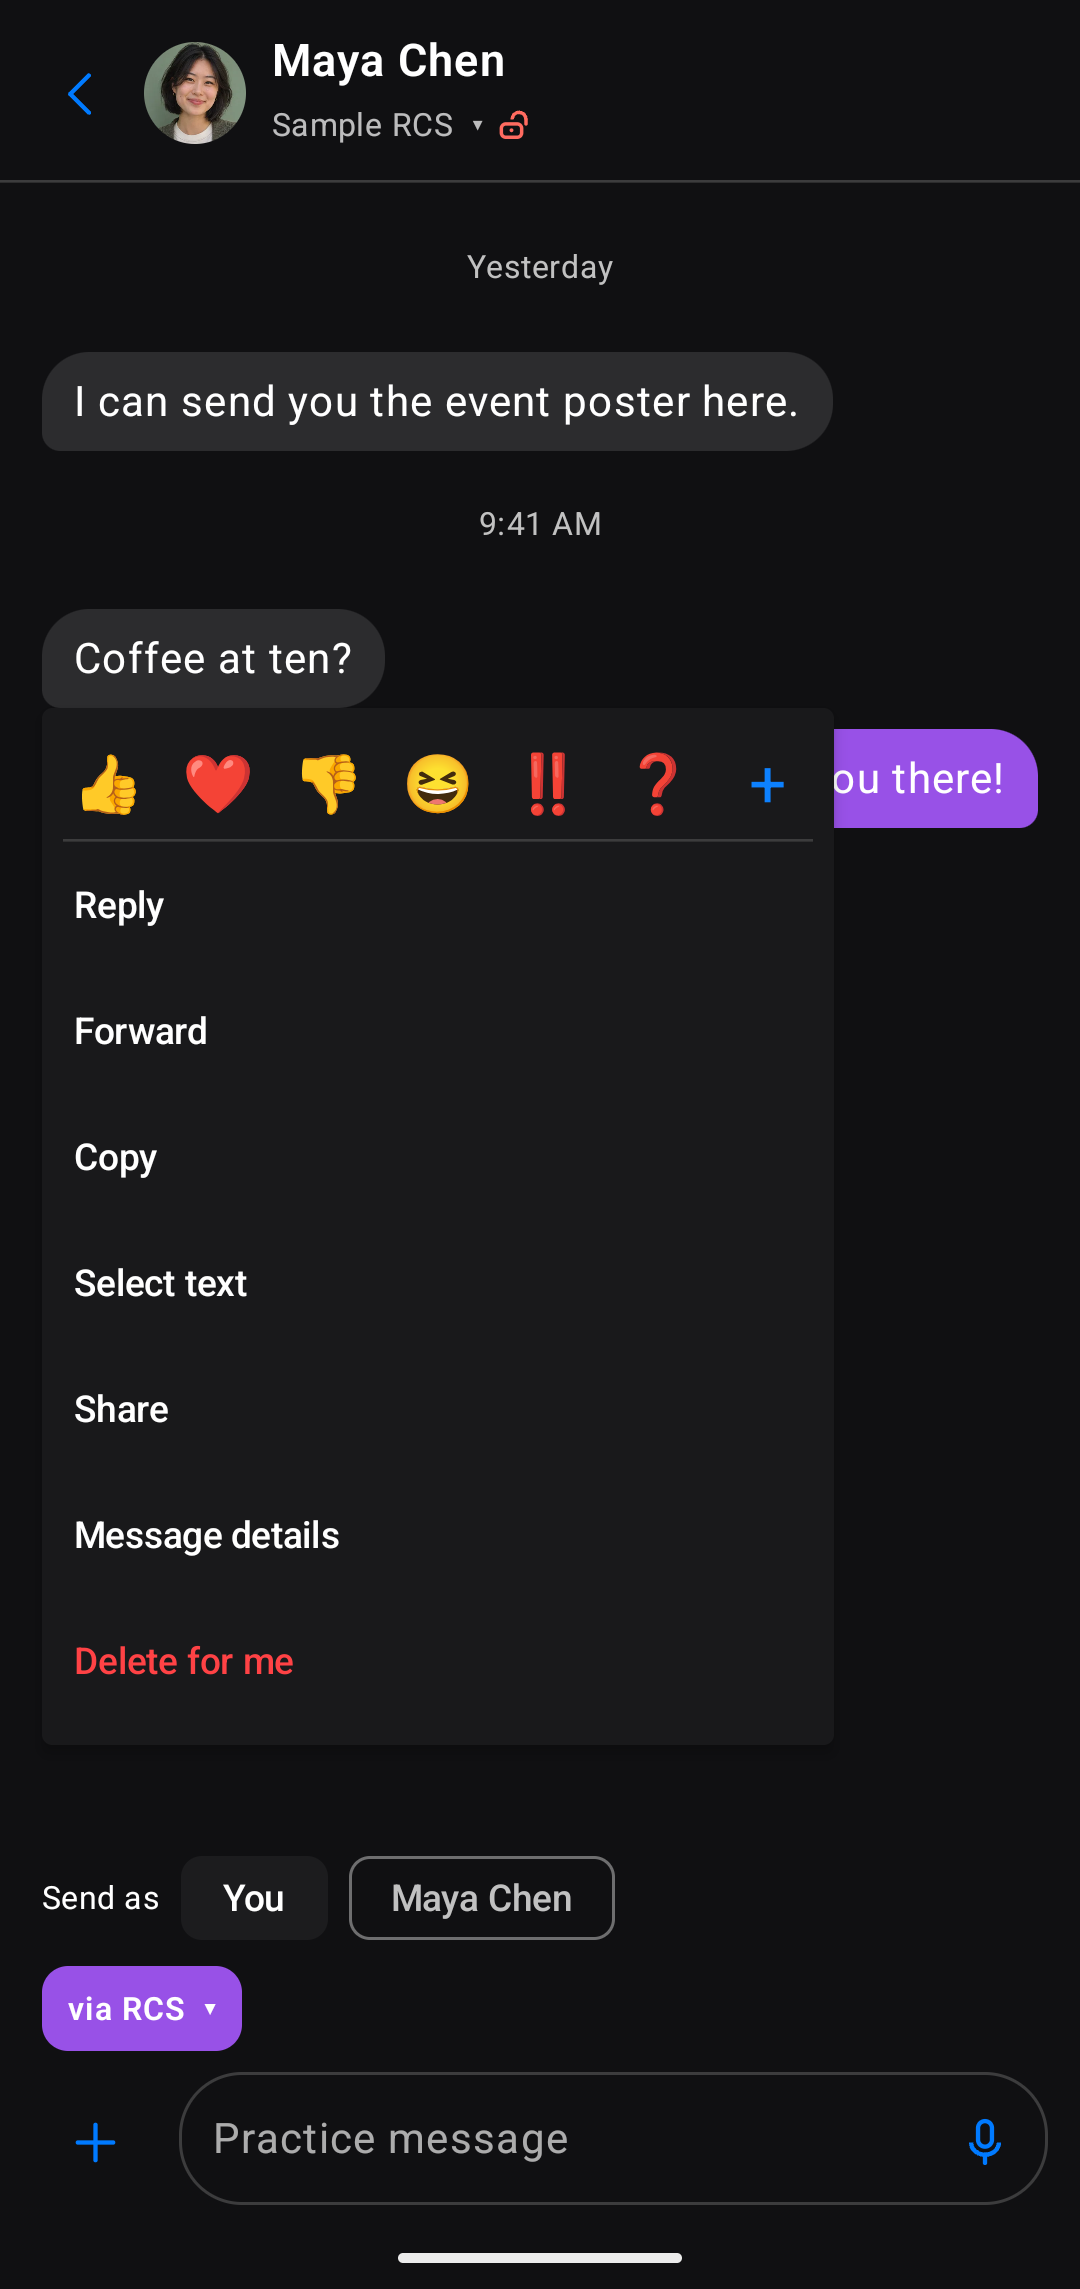 Maya Chen
Sample RCS
Yesterday
I can send you the event poster here.
9:41 AM
Coffee at ten?
ou there!
Reply
Forward
Copy
Select text
Share
Message details
Delete for me
Send as You Maya Chen
via RCS
Practice message